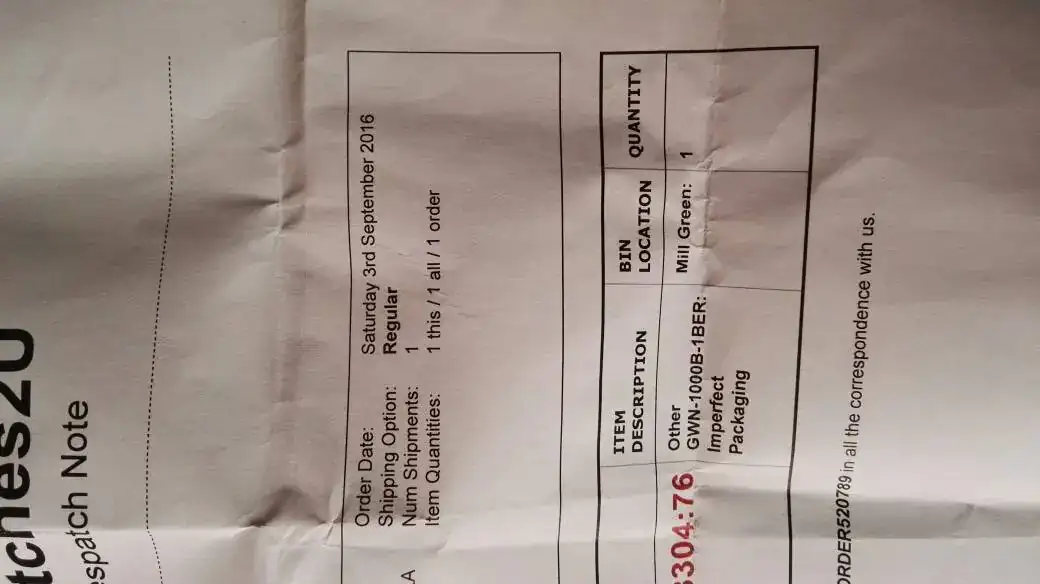 tches2U
espatch Note
Order Date: Saturday 3rd September 2016
Shipping Option: Regular
Num Shipments: 1
Item Quantities: 1 this / 1 all / 1 order
ITEM DESCRIPTION BIN LOCATION QUANTITY
3304:76 Other Mill Green: 1
GWN-1000B-1BER:
Imperfect
Packaging
ORDER520789 in all the correspondence with us.